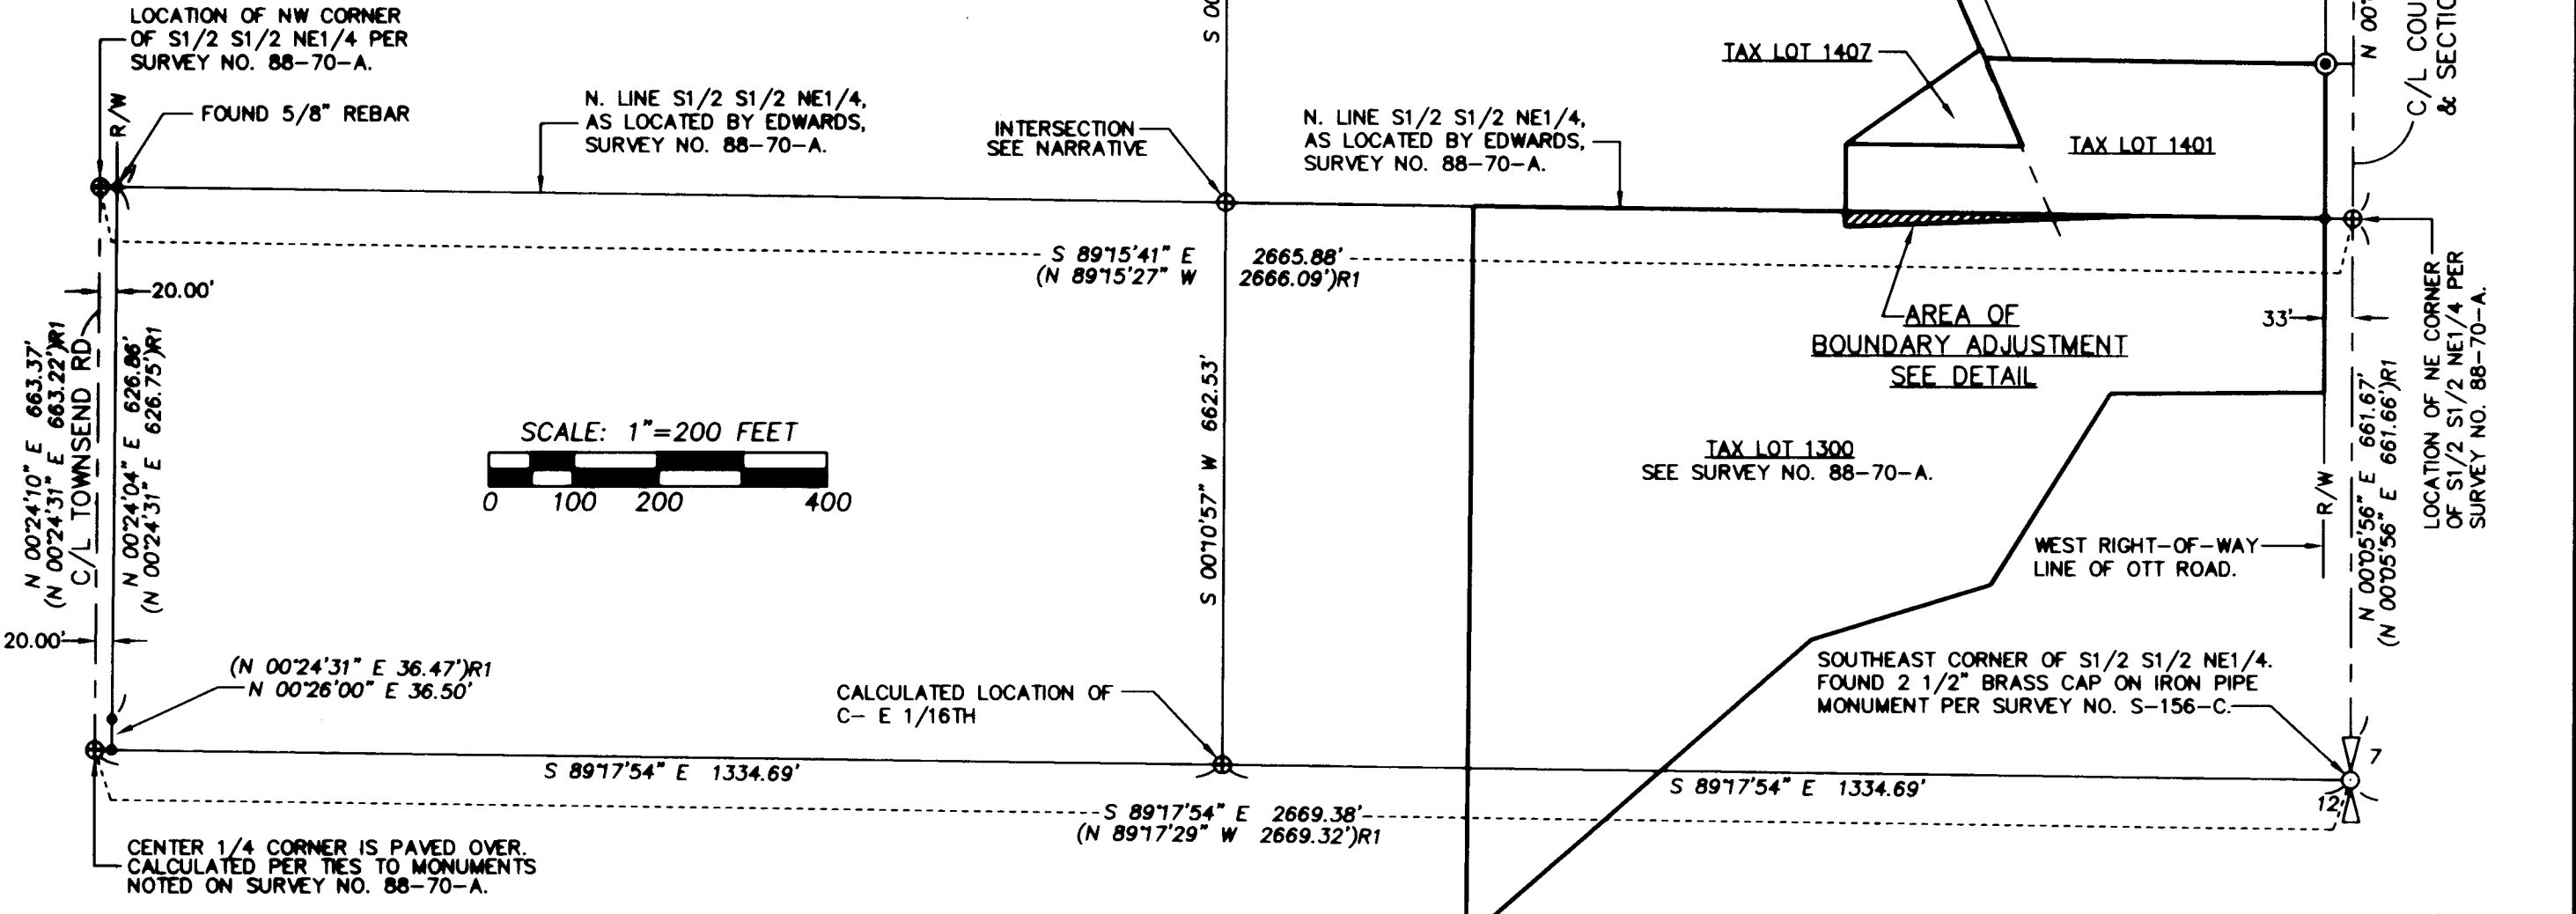 LOCATION OF NW CORNER
OF S1/2 S1/2 NE1/4 PER
SURVEY NO. 88-70-A.
R/W
FOUND 5/8" REBAR
N. LINE S1/2 S1/2 NE1/4,
AS LOCATED BY EDWARDS,
SURVEY NO. 88-70-A.
S 00
INTERSECTION
SEE NARRATIVE
N. LINE S1/2 S1/2 NE1/4,
AS LOCATED BY EDWARDS,
SURVEY NO. 88-70-A.
TAX LOT 1407
TAX LOT 1401
N 00°
C/L COU
& SECTIO
S 89°15'41" E 2665.88'
(N 89°15'27" W 2666.09')R1
20.00'
N 00°24'10" E 663.37'
(N 00°24'31" E 663.22')R1
C/L TOWNSEND RD
N 00°24'04" E 626.86'
(N 00°24'31" E 626.75')R1
20.00'
SCALE: 1"=200 FEET
0 100 200 400
S 00°10'57" W 662.53'
AREA OF
BOUNDARY ADJUSTMENT
SEE DETAIL
33'
LOCATION OF NE CORNER
OF S1/2 S1/2 NE1/4 PER
SURVEY NO. 88-70-A.
TAX LOT 1300
SEE SURVEY NO. 88-70-A.
R/W
WEST RIGHT-OF-WAY
LINE OF OTT ROAD.
N 00°05'56" E 661.67'
(N 00°05'56" E 661.66')R1
(N 00°24'31" E 36.47')R1
N 00°26'00" E 36.50'
CALCULATED LOCATION OF
C- E 1/16TH
SOUTHEAST CORNER OF S1/2 S1/2 NE1/4.
FOUND 2 1/2" BRASS CAP ON IRON PIPE
MONUMENT PER SURVEY NO. S-156-C.
7
12
S 89°17'54" E 1334.69'
S 89°17'54" E 1334.69'
S 89°17'54" E 2669.38'
(N 89°17'29" W 2669.32')R1
CENTER 1/4 CORNER IS PAVED OVER.
CALCULATED PER TIES TO MONUMENTS
NOTED ON SURVEY NO. 88-70-A.